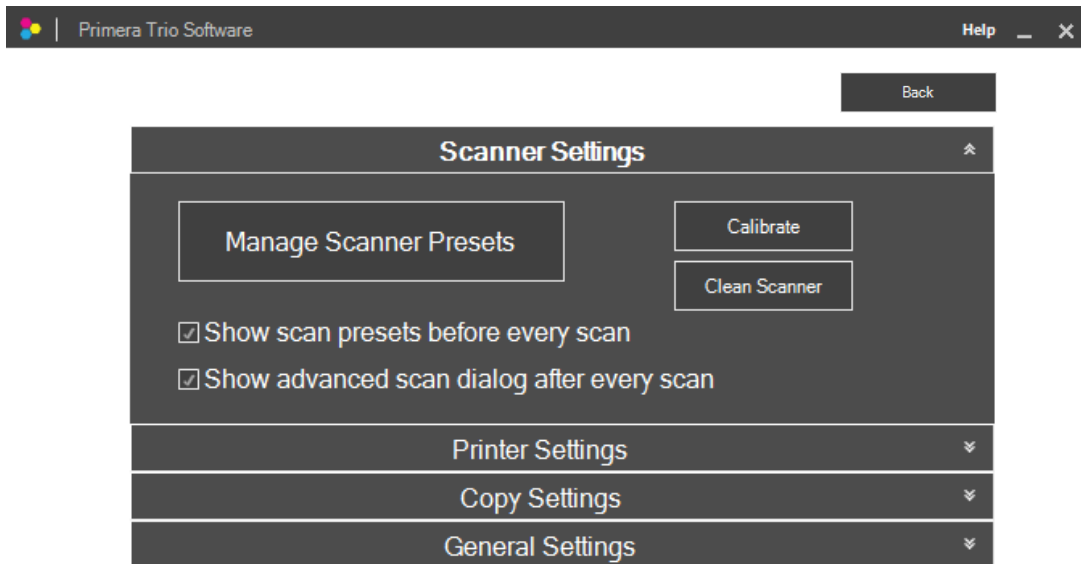 Primera Trio Software
Help
Back
Scanner Settings
Manage Scanner Presets
Calibrate
Clean Scanner
Show scan presets before every scan
Show advanced scan dialog after every scan
Printer Settings
Copy Settings
General Settings